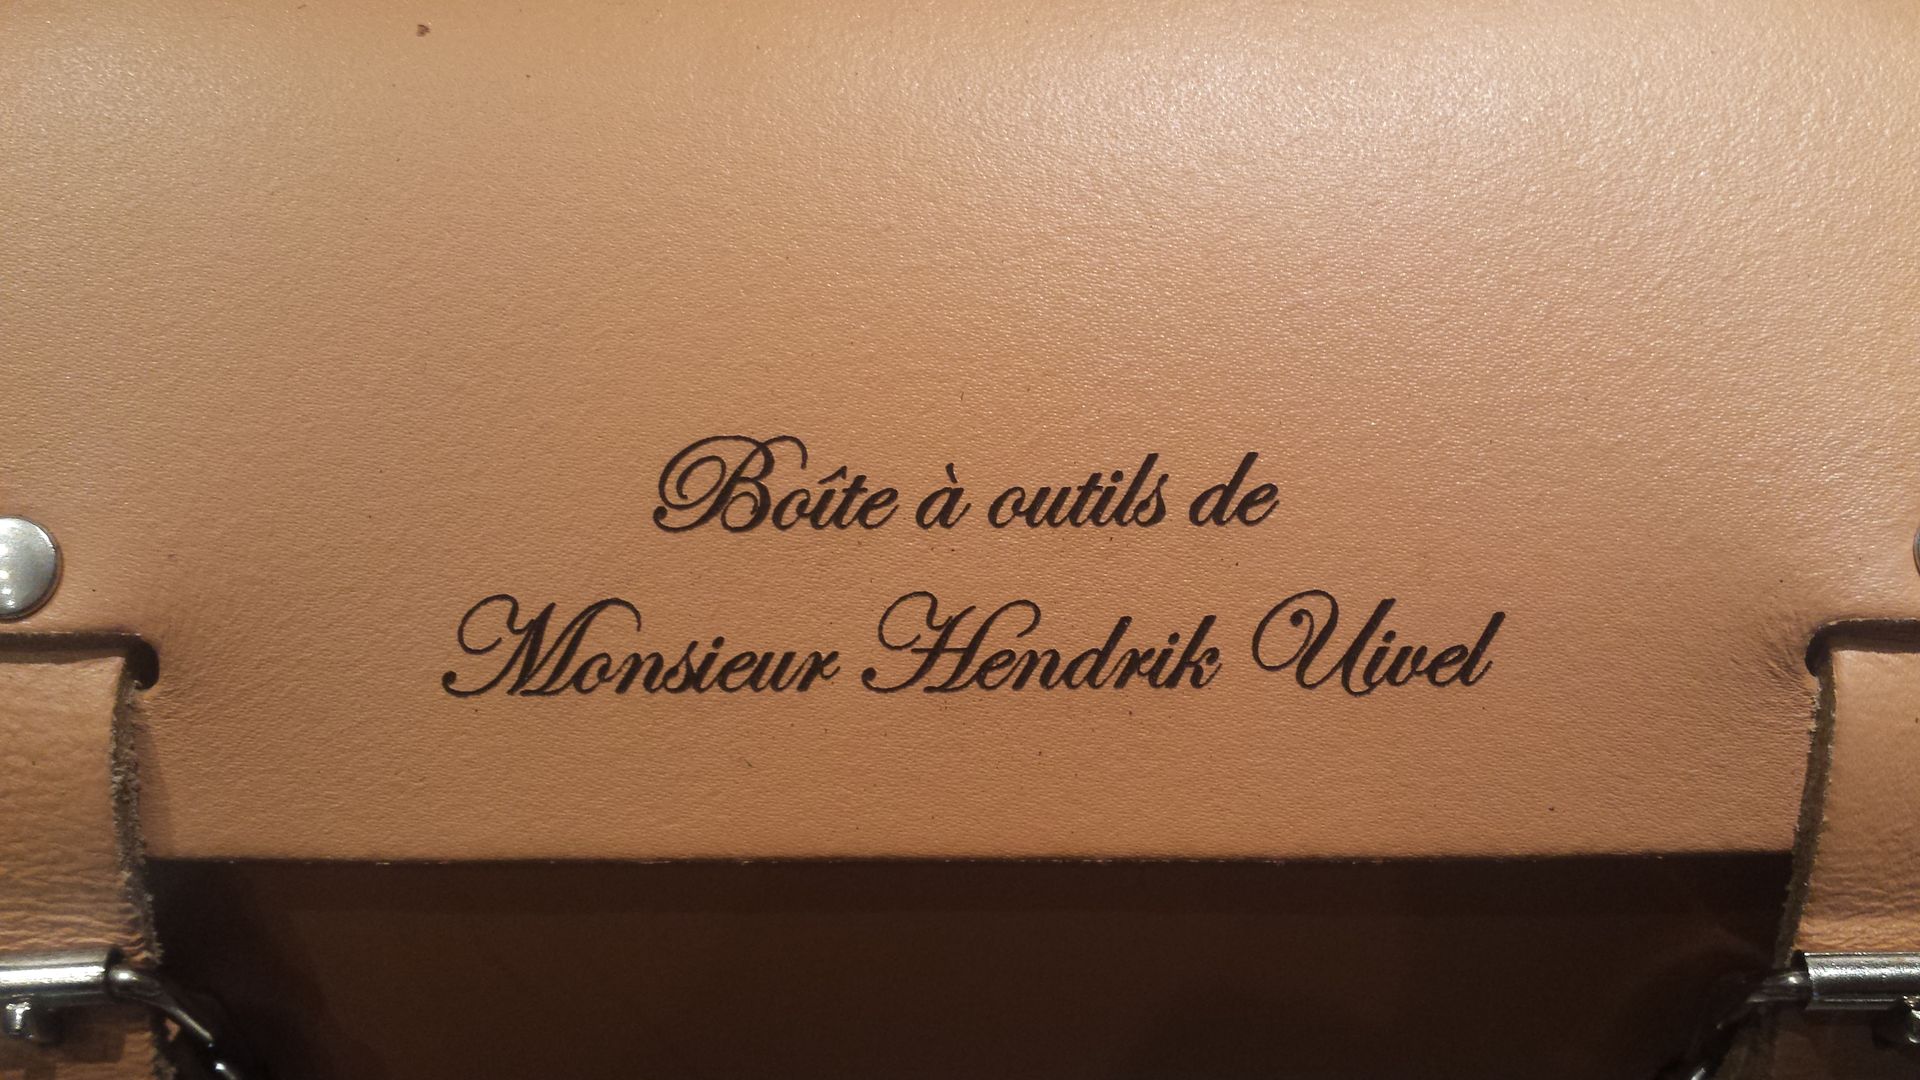 Boîte à outils de
Monsieur Hendrik Uivel